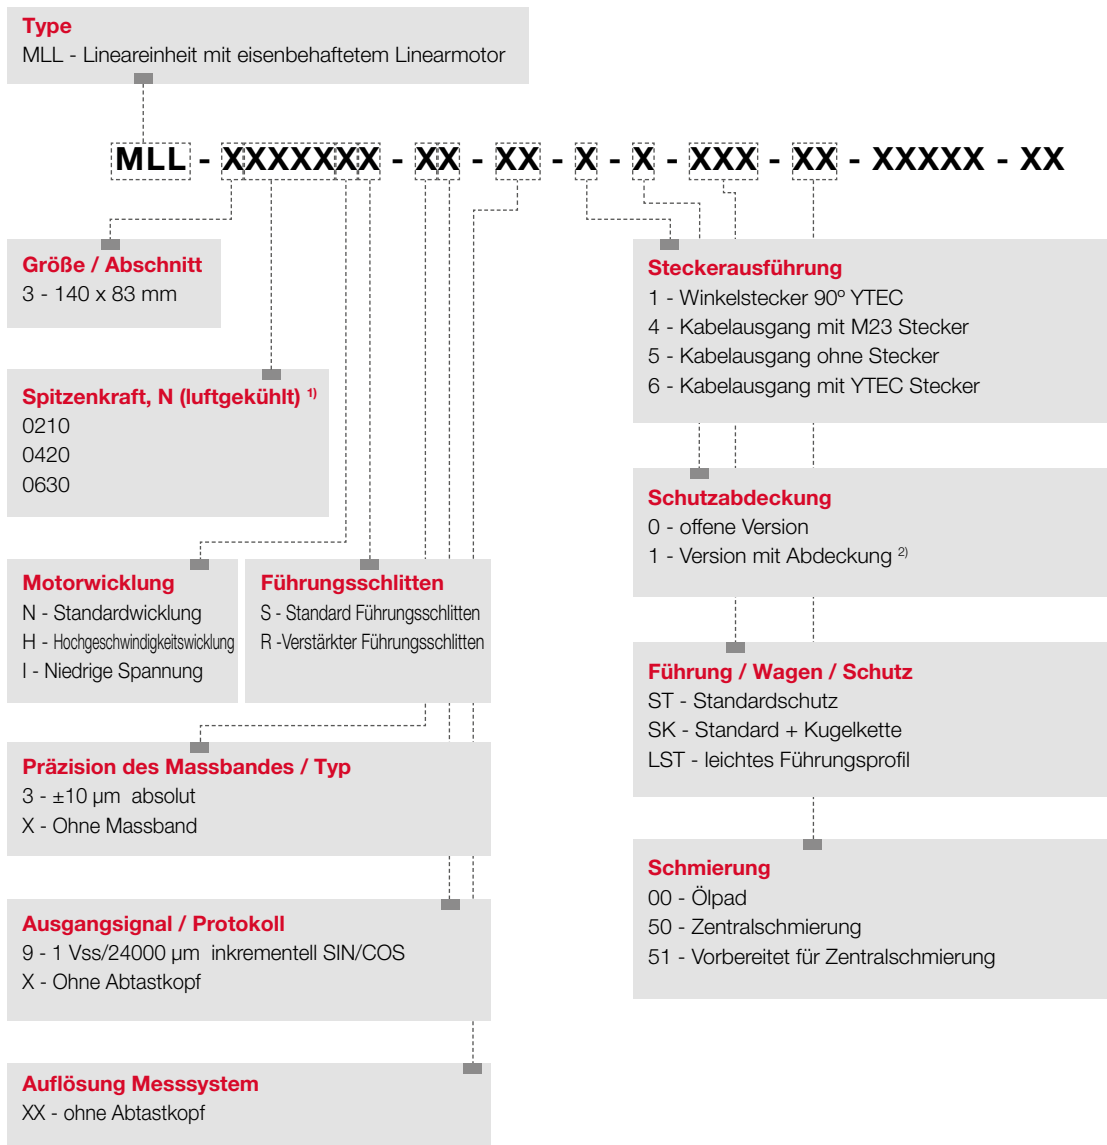 Type
MLL - Lineareinheit mit eisenbehaftetem Linearmotor
MLL - XXXXXXX - XX - XX - X - X - XXX - XX - XXXXX - XX
Größe / Abschnitt
3 - 140 x 83 mm
Spitzenkraft, N (luftgekühlt) 1)
0210
0420
0630
Motorwicklung
N - Standardwicklung
H - Hochgeschwindigkeitswicklung
I - Niedrige Spannung
Führungsschlitten
S - Standard Führungsschlitten
R -Verstärkter Führungsschlitten
Präzision des Massbandes / Typ
3 - ±10 µm absolut
X - Ohne Massband
Ausgangsignal / Protokoll
9 - 1 Vss/24000 µm inkrementell SIN/COS
X - Ohne Abtastkopf
Auflösung Messsystem
XX - ohne Abtastkopf
Steckerausführung
1 - Winkelstecker 90º YTEC
4 - Kabelausgang mit M23 Stecker
5 - Kabelausgang ohne Stecker
6 - Kabelausgang mit YTEC Stecker
Schutzabdeckung
0 - offene Version
1 - Version mit Abdeckung 2)
Führung / Wagen / Schutz
ST - Standardschutz
SK - Standard + Kugelkette
LST - leichtes Führungsprofil
Schmierung
00 - Ölpad
50 - Zentralschmierung
51 - Vorbereitet für Zentralschmierung